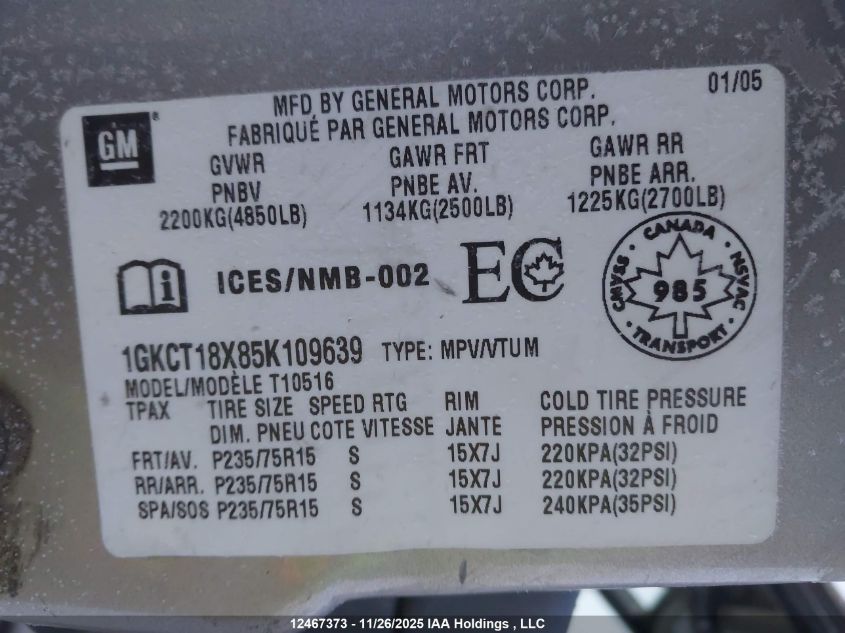 GM
MFD BY GENERAL MOTORS CORP. 01/05
FABRIQUÉ PAR GENERAL MOTORS CORP.
GVWR GAWR FRT GAWR RR
PNBV PNBE AV. PNBE ARR.
2200KG(4850LB) 1134KG(2500LB) 1225KG(2700LB)
i ICES/NMB-002 EC
CANADA
CMVSS 985 NSVAC
TRANSPORT
1GKCT18X85K109639 TYPE: MPV/VTUM
MODEL/MODÈLE T10516
TPAX TIRE SIZE SPEED RTG RIM COLD TIRE PRESSURE
DIM. PNEU COTE VITESSE JANTE PRESSION À FROID
FRT/AV. P235/75R15 S 15X7J 220KPA(32PSI)
RR/ARR. P235/75R15 S 15X7J 220KPA(32PSI)
SPA/SOS P235/75R15 S 15X7J 240KPA(35PSI)
12467373 - 11/26/2025 IAA Holdings , LLC